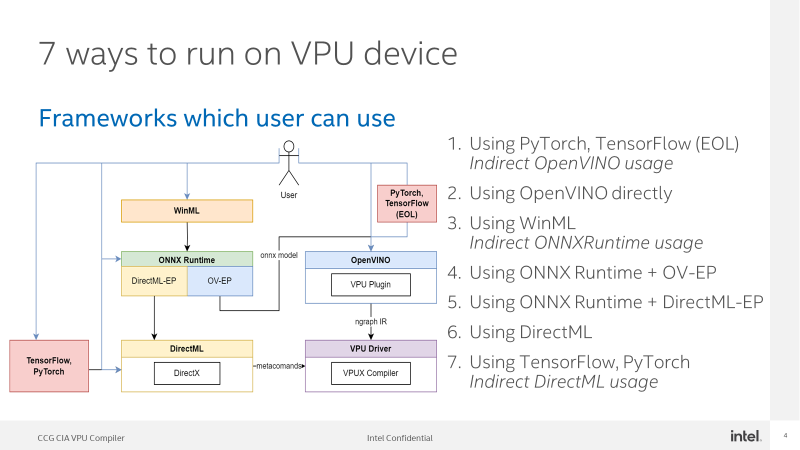 7 ways to run on VPU device
Frameworks which user can use
User
PyTorch,
TensorFlow
(EOL)
WinML
ONNX Runtime
DirectML-EP
OV-EP
onnx model
OpenVINO
VPU Plugin
ngraph IR
TensorFlow,
PyTorch
DirectML
DirectX
metacomands
VPU Driver
VPUX Compiler
1. Using PyTorch, TensorFlow (EOL)
Indirect OpenVINO usage
2. Using OpenVINO directly
3. Using WinML
Indirect ONNXRuntime usage
4. Using ONNX Runtime + OV-EP
5. Using ONNX Runtime + DirectML-EP
6. Using DirectML
7. Using TensorFlow, PyTorch
Indirect DirectML usage
CCG CIA VPU Compiler
Intel Confidential
intel.
4